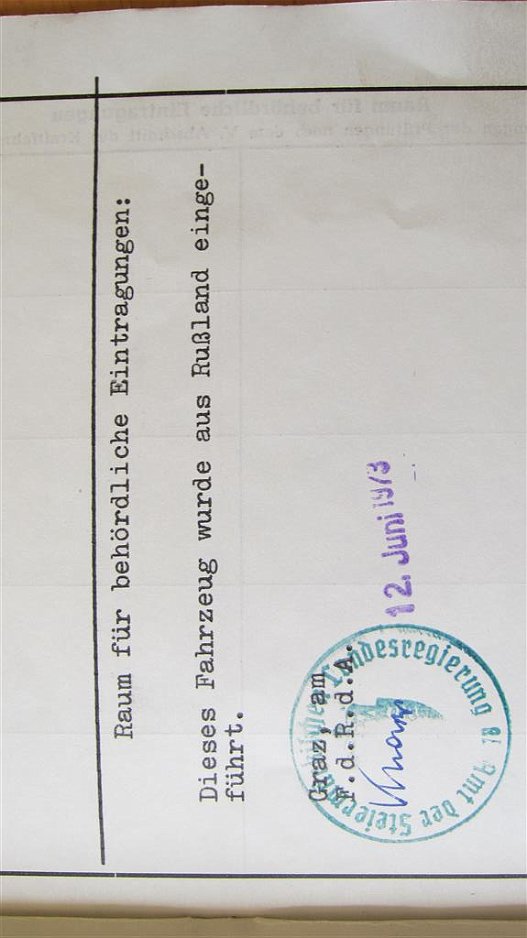 Raum für behördliche Eintragungen:
Dieses Fahrzeug wurde aus Rußland einge-
führt.
Graz, am
12. Juni 1973
F.d.R.d.A.
Amt der Steiermärkischen Landesregierung